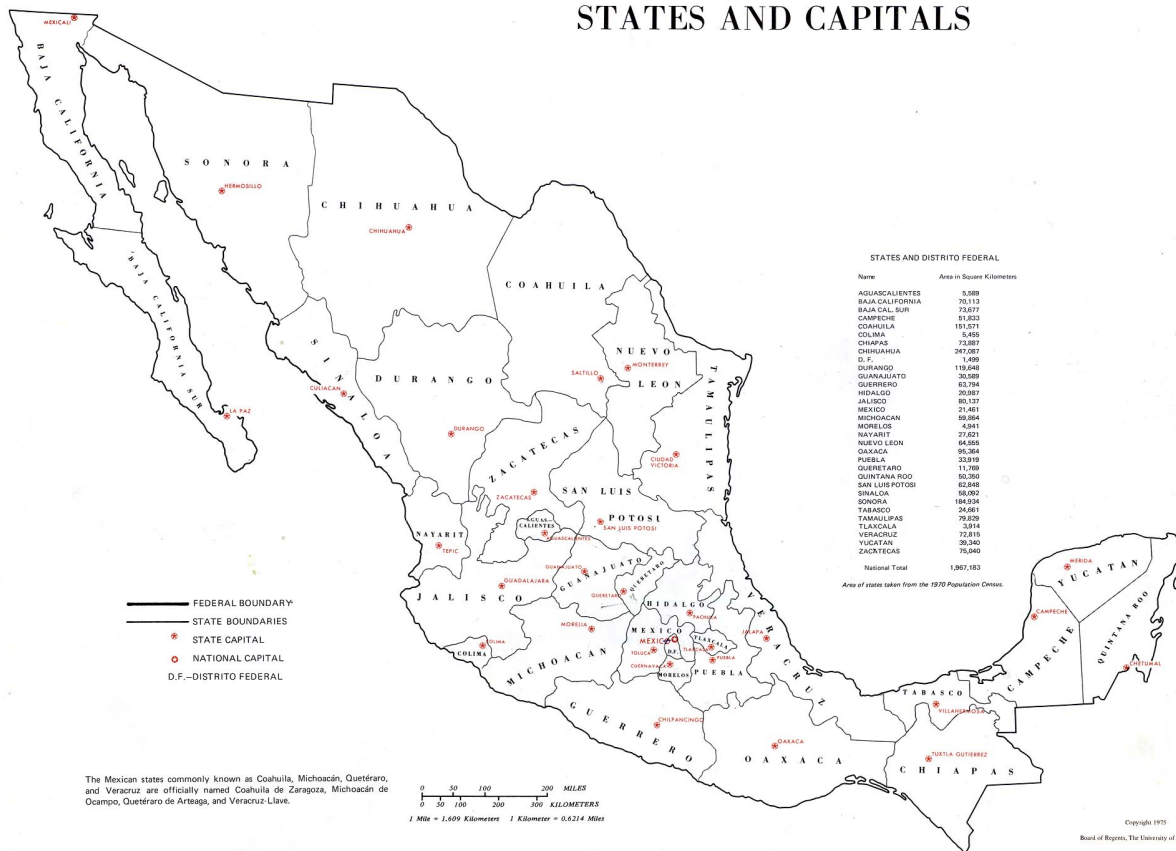 STATES AND CAPITALS
MEXICALI
BAJA CALIFORNIA
SONORA
HERMOSILLO
CHIHUAHUA
CHIHUAHUA
BAJA CALIFORNIA SUR
LA PAZ
COAHUILA
SINALOA
CULIACAN
DURANGO
DURANGO
SALTILLO
NUEVO
MONTERREY
LEON
TAMAULIPAS
CIUDAD
VICTORIA
ZACATECAS
ZACATECAS
SAN LUIS
POTOSI
SAN LUIS POTOSI
AGUAS—
CALIENTES
AGUASCALIENTES
NAYARIT
TEPIC
GUADALAJARA
JALISCO
GUANAJUATO
GUANAJUATO
QUERETARO
QUERETARO
HIDALGO
PACHUCA
VERACRUZ
JALAPA
COLIMA
COLIMA
MORELIA
MICHOACAN
MEXICO
MEXICO
D.F.
TOLUCA
TLAXCALA
TLAXCALA
CUERNAVACA
MORELOS
PUEBLA
PUEBLA
GUERRERO
CHILPANCINGO
OAXACA
OAXACA
TABASCO
VILLAHERMOSA
TUXTLA GUTIERREZ
CHIAPAS
CAMPECHE
CAMPECHE
MERIDA
YUCATAN
QUINTANA ROO
CHETUMAL
STATES AND DISTRITO FEDERAL
Name Area in Square Kilometers
AGUASCALIENTES 5,589
BAJA CALIFORNIA 70,113
BAJA CAL. SUR 73,677
CAMPECHE 51,833
COAHUILA 151,571
COLIMA 5,455
CHIAPAS 73,887
CHIHUAHUA 247,087
D. F. 1,499
DURANGO 119,648
GUANAJUATO 30,589
GUERRERO 63,794
HIDALGO 20,987
JALISCO 80,137
MEXICO 21,461
MICHOACAN 59,864
MORELOS 4,941
NAYARIT 27,621
NUEVO LEON 64,555
OAXACA 95,364
PUEBLA 33,919
QUERETARO 11,769
QUINTANA ROO 50,350
SAN LUIS POTOSI 62,848
SINALOA 58,092
SONORA 184,934
TABASCO 24,661
TAMAULIPAS 79,829
TLAXCALA 3,914
VERACRUZ 72,815
YUCATAN 39,340
ZACATECAS 75,040
National Total 1,967,183
Area of states taken from the 1970 Population Census.
FEDERAL BOUNDARY
STATE BOUNDARIES
STATE CAPITAL
NATIONAL CAPITAL
D.F.—DISTRITO FEDERAL
The Mexican states commonly known as Coahuila, Michoacán, Quetéraro,
and Veracruz are officially named Coahuila de Zaragoza, Michoacán de
Ocampo, Quetéraro de Arteaga, and Veracruz-Llave.
0 50 100 200 MILES
0 50 100 200 300 KILOMETERS
1 Mile = 1.609 Kilometers 1 Kilometer = 0.6214 Miles
Copyright 1975
Board of Regents, The University of